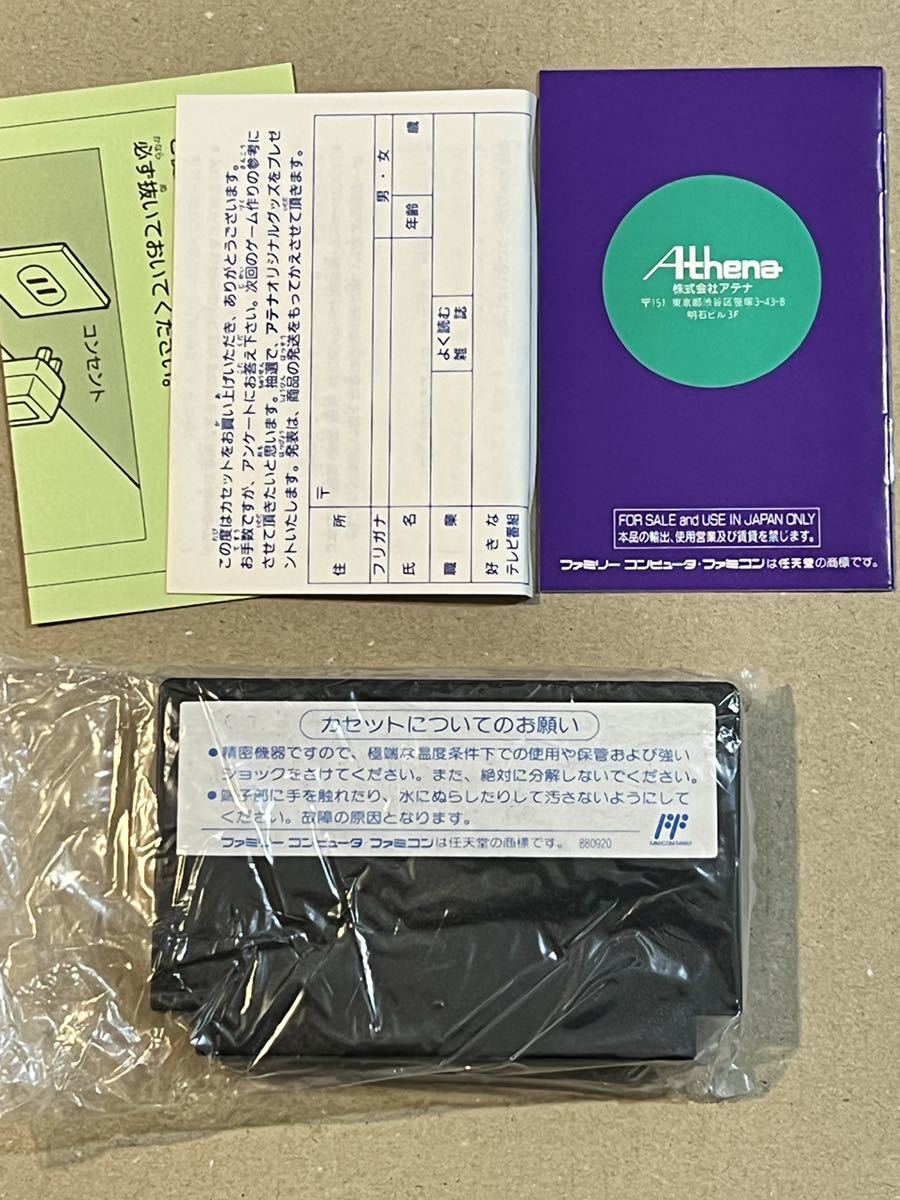 必ず抜いておいてください。
かなら
ぬ
コンセント
この度はカセットをお買い上げいただき、ありがとうございます。
お手数ですが、アンケートにお答え下さい。次回のゲーム作りの参考に
させて頂きたいと思います。抽選で、アテナオリジナルグッズをプレゼ
ントいたします。発表は、商品の発送をもってかえさせて頂きます。
住所
〒
フリガナ
男・女
氏名
年齢
歳
職業
よく読む雑誌
好きな
テレビ番組
Athena
株式会社アテナ
〒151 東京都渋谷区笹塚3-43-8
明石ビル3F
FOR SALE and USE IN JAPAN ONLY
本品の輸出、使用営業及び賃貸を禁じます。
ファミリーコンピュータ・ファミコンは任天堂の商標です。
カセットについてのお願い
●精密機器ですので、極端な温度条件下での使用や保管および強い
ショックをさけてください。また、絶対に分解しないでください。
●端子部に手を触れたり、水にぬらしたりして汚さないようにして
ください。故障の原因となります。
FAMICOM FAMILY
ファミリーコンピュータ・ファミコンは任天堂の商標です。 880920